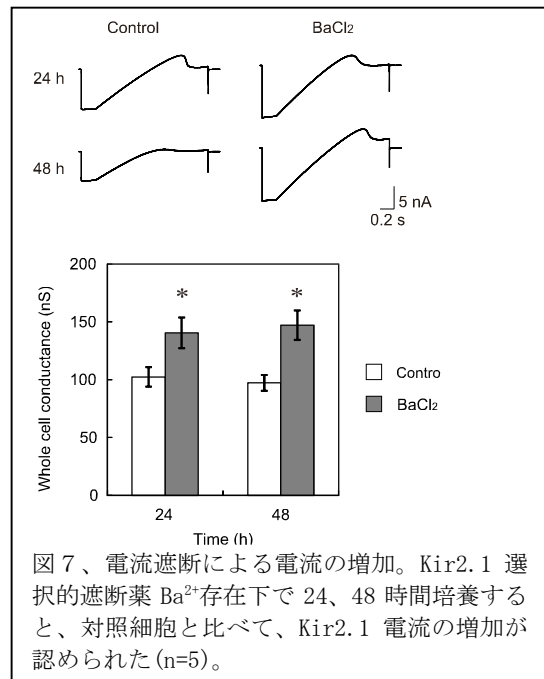 Control BaCl₂
24 h
48 h
5 nA
0.2 s
200
150
100
50
0
Whole cell conductance (nS)
* *
Contro
BaCl₂
24 48
Time (h)
図７、電流遮断による電流の増加。Kir2.1 選
択的遮断薬 Ba²⁺存在下で 24、48 時間培養する
と、対照細胞と比べて、Kir2.1 電流の増加が
認められた(n=5)。